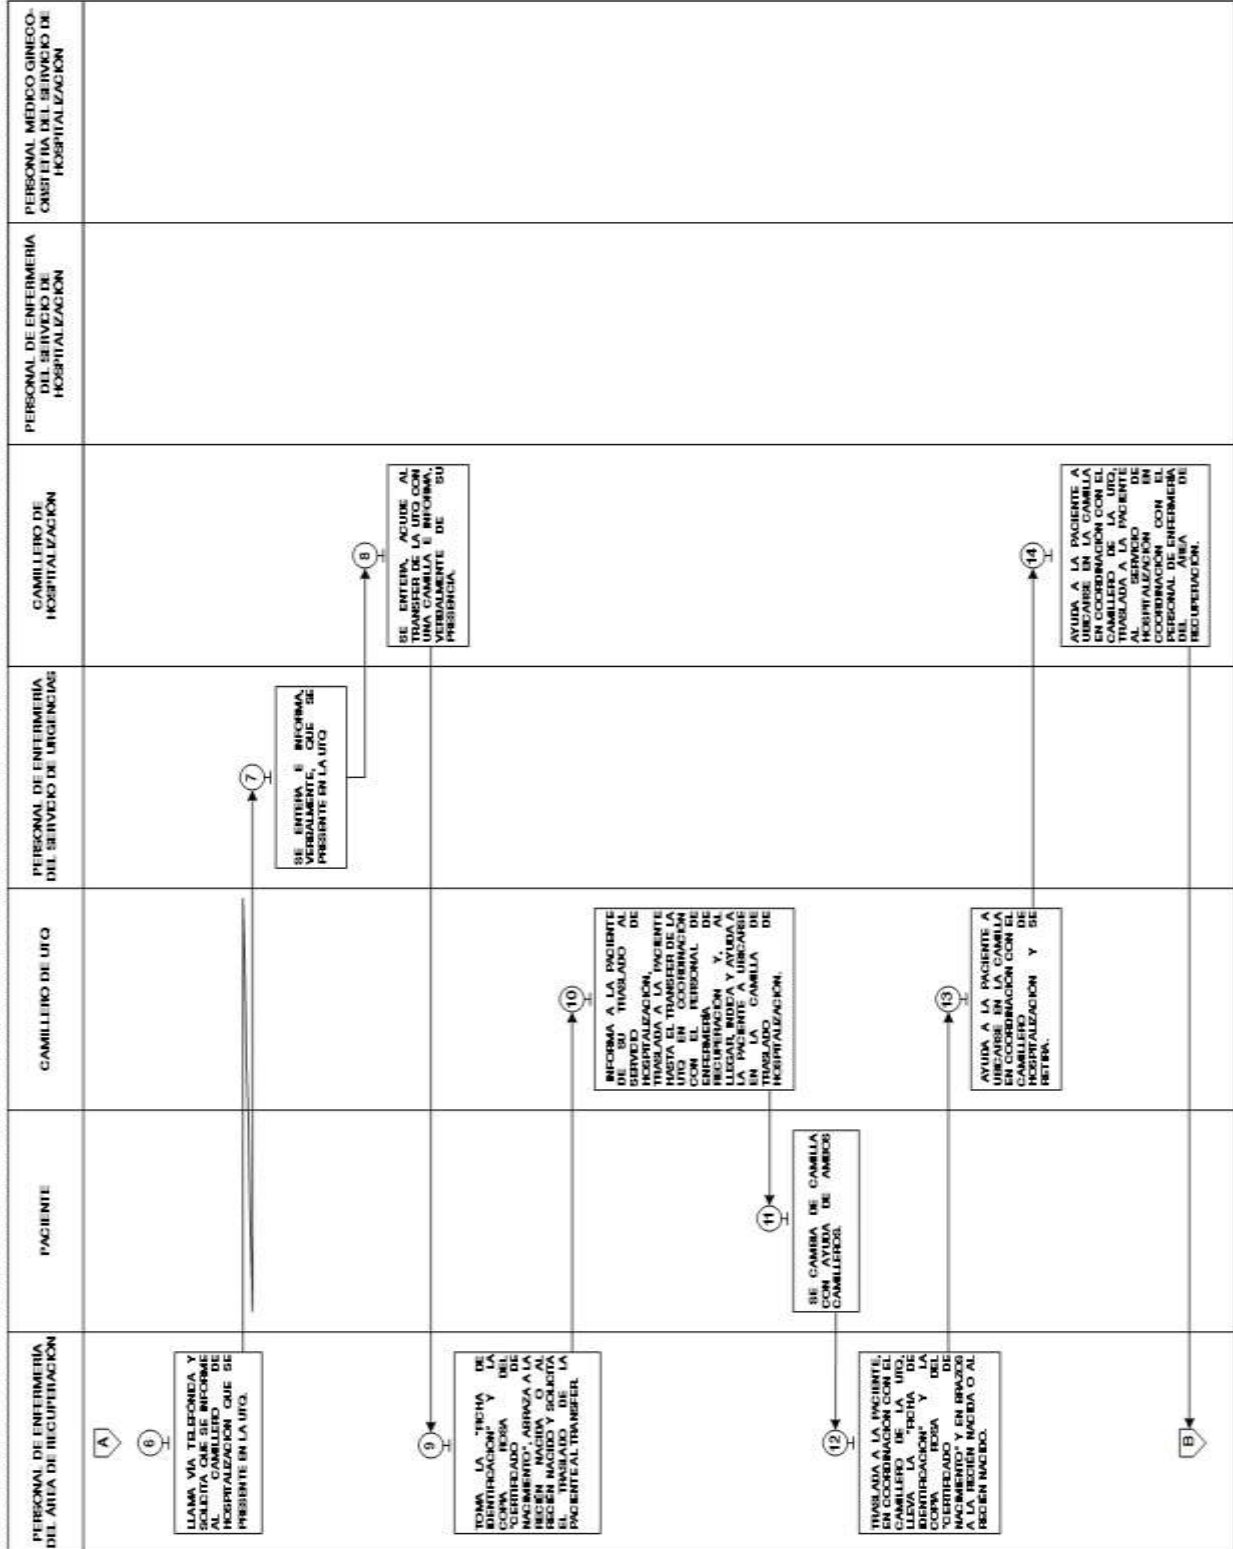 PERSONAL DE ENFERMERÍA
DEL ÁREA DE RECUPERACIÓN
PACIENTE
CAMILLERO DE UTQ
PERSONAL DE ENFERMERÍA
DEL SERVICIO DE URGENCIAS
CAMILLERO DE
HOSPITALIZACIÓN
PERSONAL DE ENFERMERÍA
DEL SERVICIO DE
HOSPITALIZACIÓN
PERSONAL MÉDICO GINECO-
OBSTETRA DEL SERVICIO DE
HOSPITALIZACIÓN
A
6
LLAMA VÍA TELEFÓNICA Y
SOLICITA QUE SE INFORME
AL CAMILLERO DE
HOSPITALIZACIÓN QUE SE
PRESENTE EN LA UTQ.
7
SE ENTERA E INFORMA,
VERBALMENTE, QUE SE
PRESENTE EN LA UTQ
8
SE ENTERA, ACUDE AL
TRANSFER DE LA UTQ CON
UNA CAMILLA E INFORMA,
VERBALMENTE DE SU
PRESENCIA.
9
TOMA LA "FICHA DE
IDENTIFICACIÓN" Y LA
COPIA ROSA DEL
"CERTIFICADO DE
NACIMIENTO", ABRAZA A LA
RECIÉN NACIDA O AL
RECIÉN NACIDO Y SOLICITA
EL TRASLADO DE LA
PACIENTE AL TRANSFER.
10
INFORMA A LA PACIENTE
DE SU TRASLADO AL
SERVICIO DE
HOSPITALIZACIÓN,
TRASLADA A LA PACIENTE
HASTA EL TRANSFER DE LA
UTQ EN COORDINACIÓN
CON EL PERSONAL DE
ENFERMERÍA DE
RECUPERACIÓN Y, AL
LLEGAR, INDICA Y AYUDA A
LA PACIENTE A UBICARSE
EN LA CAMILLA DE
TRASLADO DE
HOSPITALIZACIÓN.
11
SE CAMBIA DE CAMILLA
CON AYUDA DE AMBOS
CAMILLEROS.
12
TRASLADA A LA PACIENTE,
EN COORDINACIÓN CON EL
CAMILLERO DE LA UTQ,
LLEVA LA "FICHA DE
IDENTIFICACIÓN" Y LA
COPIA ROSA DEL
"CERTIFICADO DE
NACIMIENTO" Y EN BRAZOS
A LA RECIÉN NACIDA O AL
RECIÉN NACIDO.
13
AYUDA A LA PACIENTE A
UBICARSE EN LA CAMILLA
EN COORDINACIÓN CON EL
CAMILLERO DE
HOSPITALIZACIÓN Y SE
RETIRA.
14
AYUDA A LA PACIENTE A
UBICARSE EN LA CAMILLA
EN COORDINACIÓN CON EL
CAMILLERO DE LA UTQ,
TRASLADA A LA PACIENTE
AL SERVICIO DE
HOSPITALIZACIÓN EN
COORDINACIÓN CON EL
PERSONAL DE ENFERMERÍA
DEL ÁREA DE
RECUPERACIÓN.
B